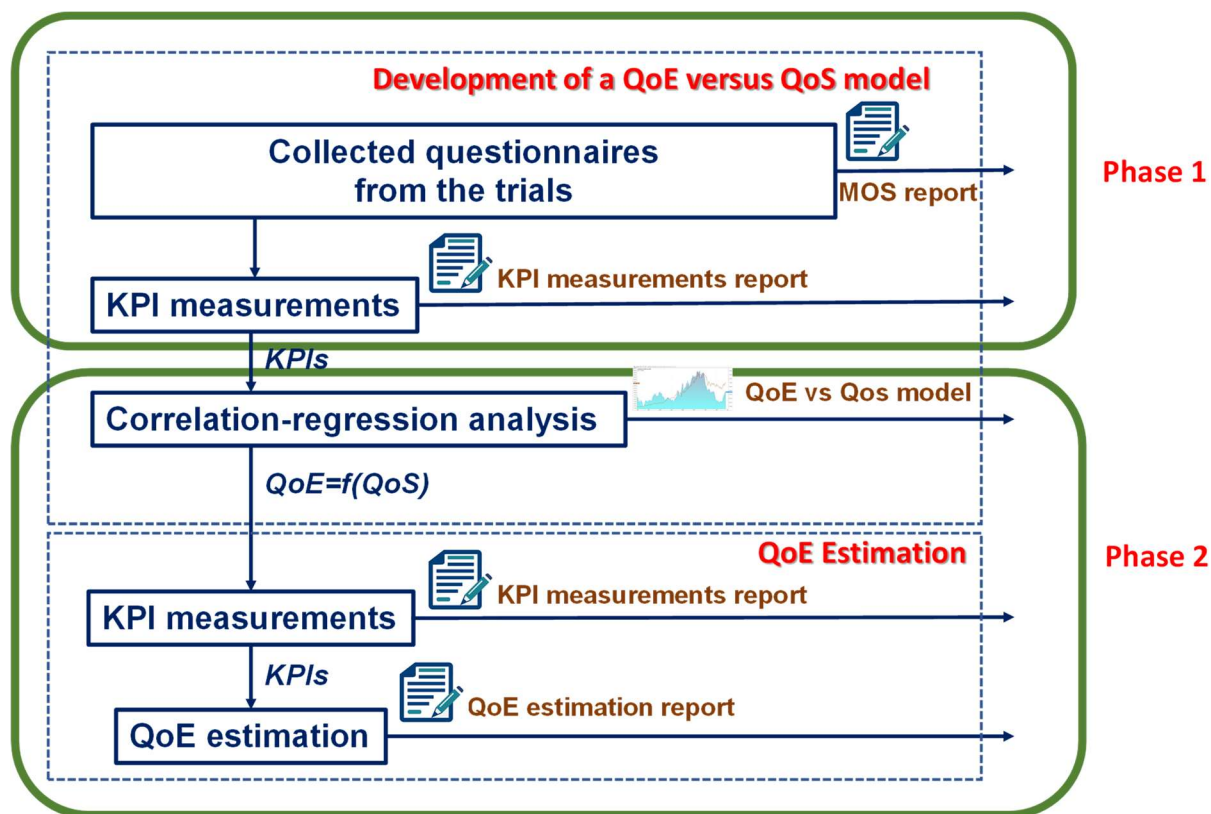 Development of a QoE versus QoS model
Collected questionnaires
from the trials
MOS report
Phase 1
KPI measurements report
KPI measurements
KPIs
QoE vs Qos model
Correlation-regression analysis
QoE=f(QoS)
QoE Estimation
Phase 2
KPI measurements report
KPI measurements
KPIs
QoE estimation report
QoE estimation